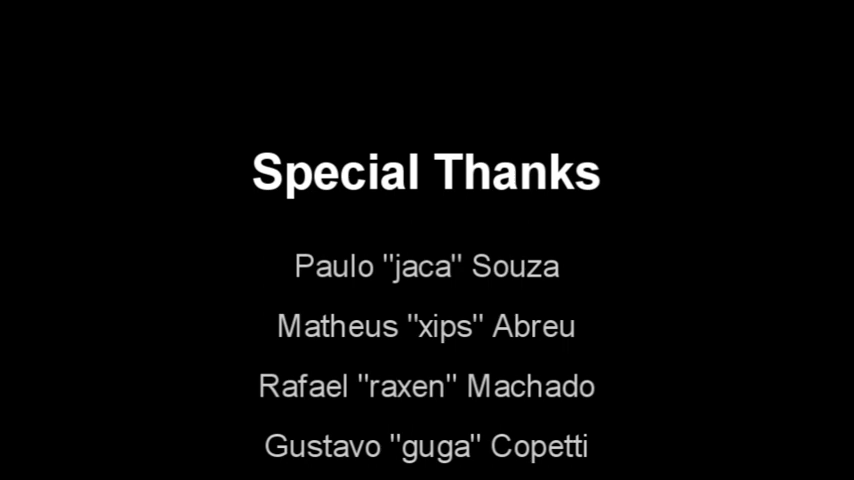 Special Thanks
Paulo "jaca" Souza
Matheus "xips" Abreu
Rafael "raxen" Machado
Gustavo "guga" Copetti